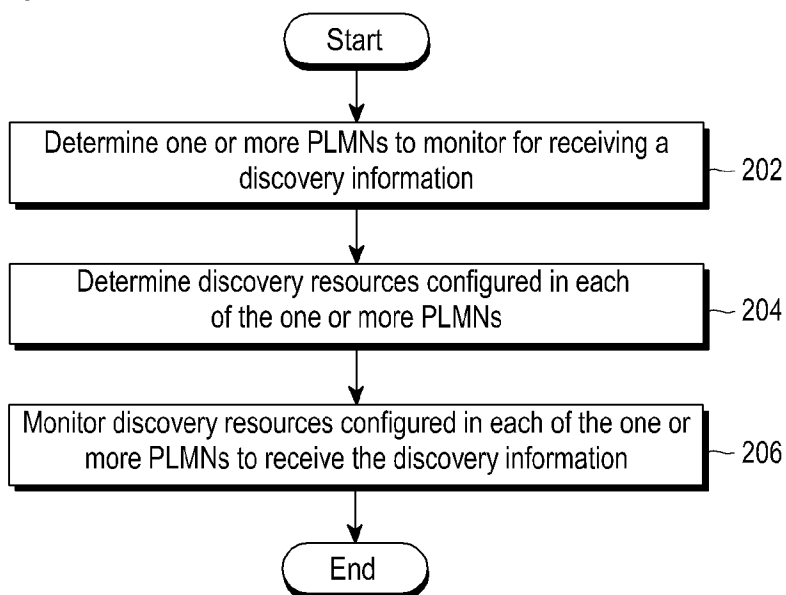 Start
Determine one or more PLMNs to monitor for receiving a
discovery information
202
Determine discovery resources configured in each
of the one or more PLMNs
204
Monitor discovery resources configured in each of the one or
more PLMNs to receive the discovery information
206
End